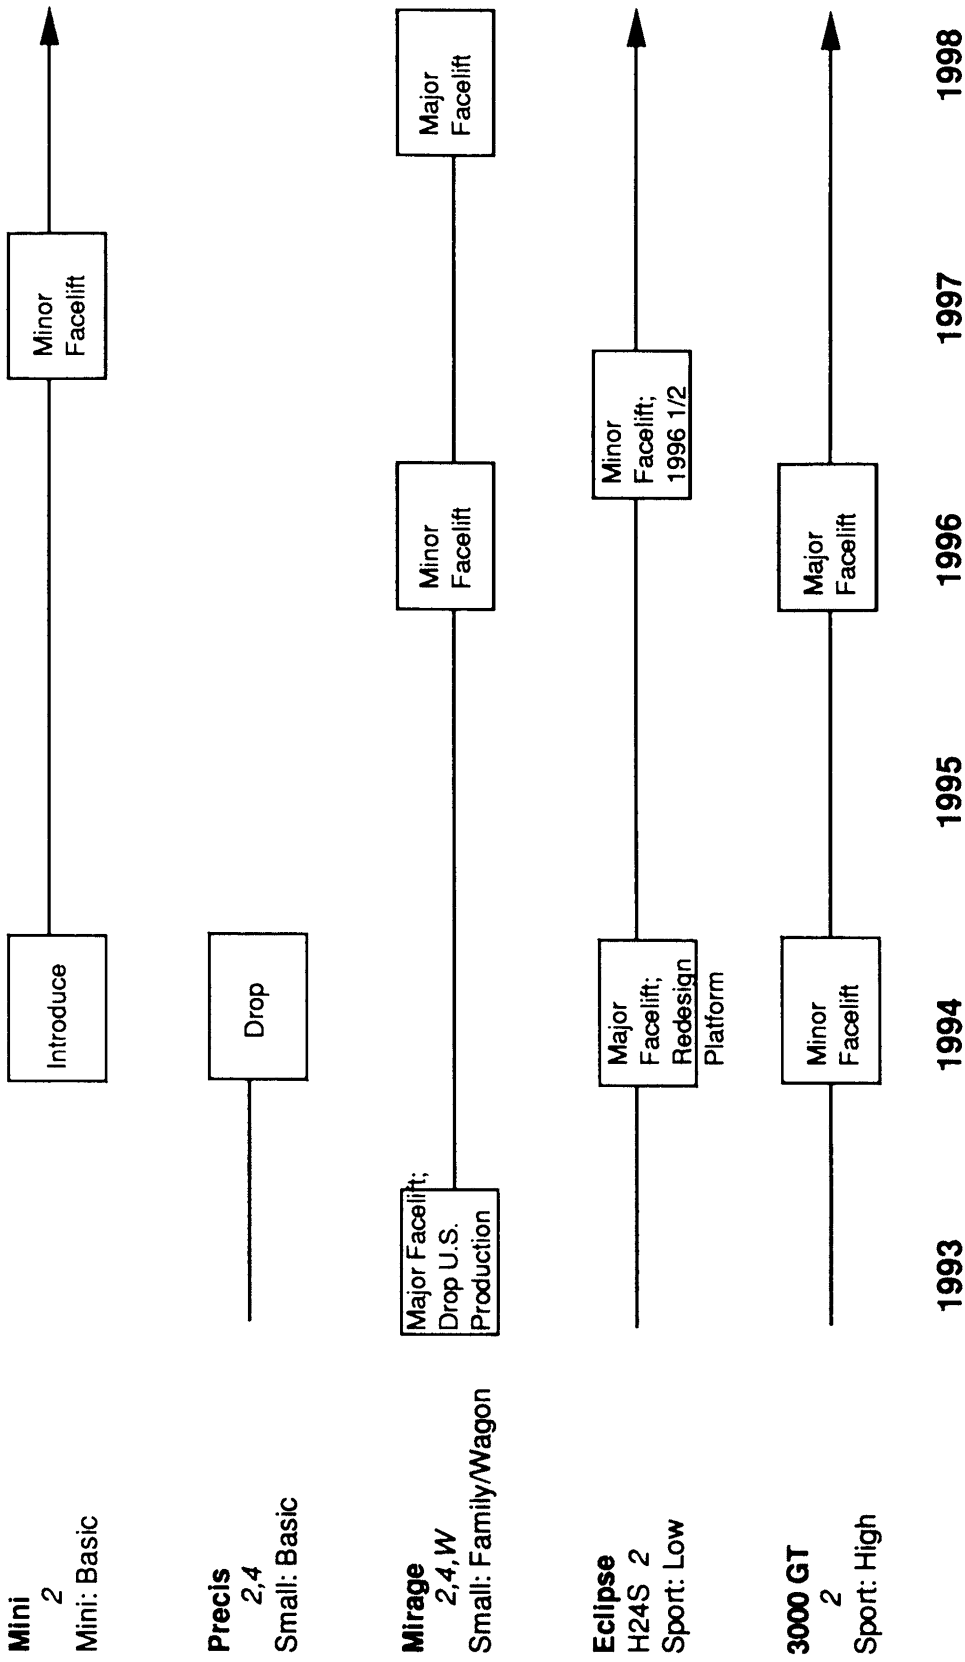 Mini
2
Mini: Basic
Introduce
Minor
Facelift
Precis
2,4
Small: Basic
Drop
Mirage
2,4,W
Small: Family/Wagon
Major Facelift;
Drop U.S.
Production
Minor
Facelift
Major
Facelift
Eclipse
H24S 2
Sport: Low
Major
Facelift;
Redesign
Platform
Minor
Facelift;
1996 1/2
3000 GT
2
Sport: High
Minor
Facelift
Major
Facelift
1993
1994
1995
1996
1997
1998